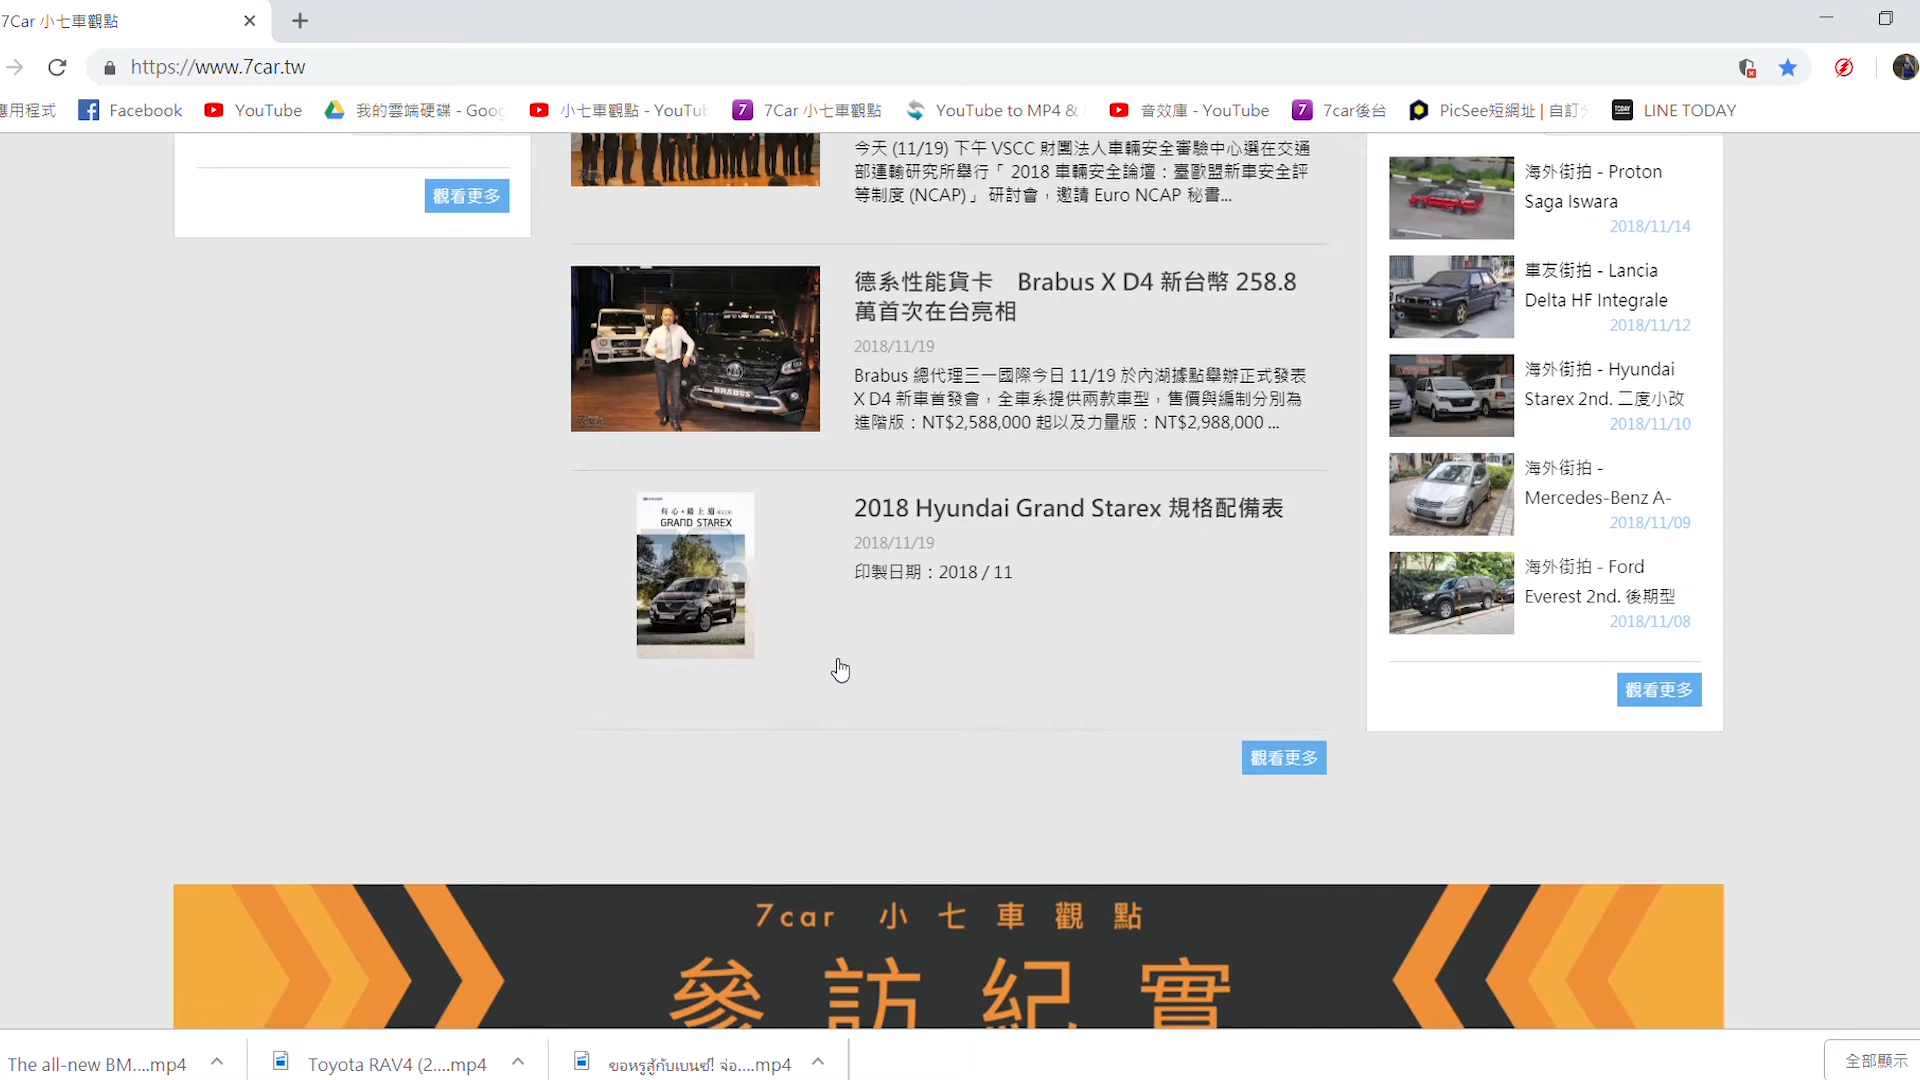 7Car 小七車觀點
https://www.7car.tw
應用程式
Facebook
YouTube
我的雲端硬碟 - Goog
小七車觀點 - YouTub
7Car 小七車觀點
YouTube to MP4 &
音效庫 - YouTube
7car後台
PicSee短網址 | 自訂
LINE TODAY
觀看更多
今天 (11/19) 下午 VSCC 財團法人車輛安全審驗中心選在交通
部運輸研究所舉行「 2018 車輛安全論壇：臺歐盟新車安全評
等制度 (NCAP)」 研討會，邀請 Euro NCAP 秘書...
德系性能貨卡　Brabus X D4 新台幣 258.8
萬首次在台亮相
2018/11/19
Brabus 總代理三一國際今日 11/19 於內湖據點舉辦正式發表
X D4 新車首發會，全車系提供兩款車型，售價與編制分別為
進階版：NT$2,588,000 起以及力量版：NT$2,988,000 ...
BRABUS
2018 Hyundai Grand Starex 規格配備表
2018/11/19
印製日期：2018 / 11
GRAND STAREX
觀看更多
海外街拍 - Proton
Saga Iswara
2018/11/14
車友街拍 - Lancia
Delta HF Integrale
2018/11/12
海外街拍 - Hyundai
Starex 2nd. 二度小改
2018/11/10
海外街拍 -
Mercedes-Benz A-
2018/11/09
海外街拍 - Ford
Everest 2nd. 後期型
2018/11/08
觀看更多
7car 小七車觀點
參訪紀實
The all-new BM....mp4
Toyota RAV4 (2....mp4
ขอหรูสู้กับเบนซ์! จ่อ....mp4
全部顯示